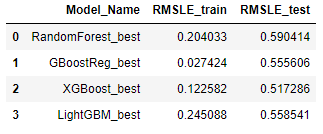 Model_Name RMSLE_train RMSLE_test
0 RandomForest_best 0.204033 0.590414
1 GBoostReg_best 0.027424 0.555606
2 XGBoost_best 0.122582 0.517286
3 LightGBM_best 0.245088 0.558541